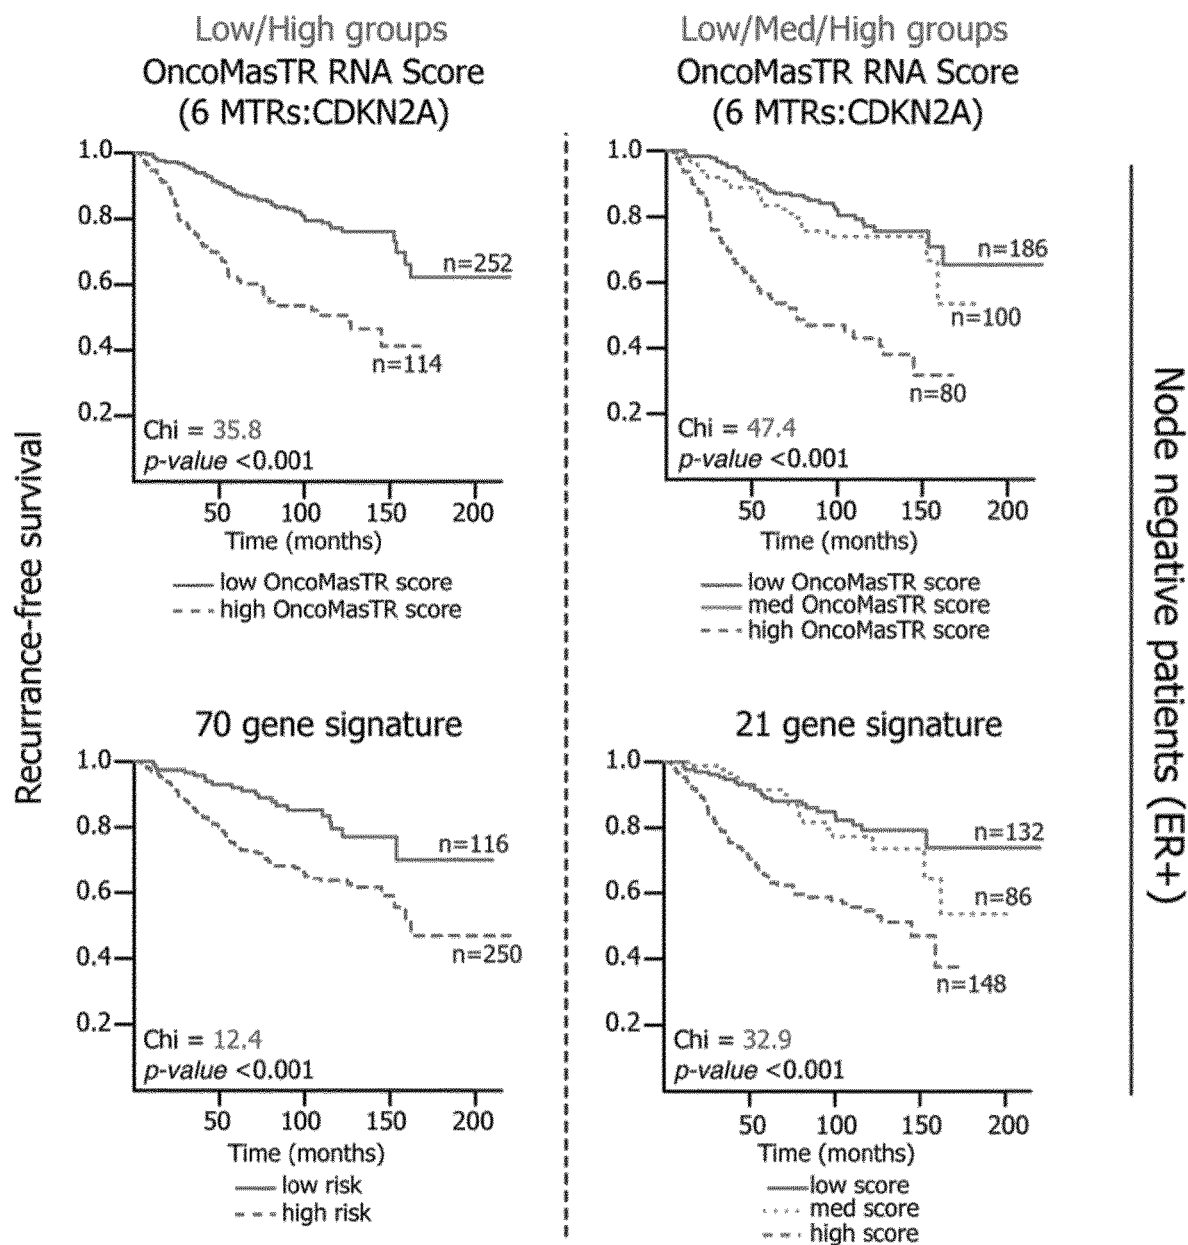 Low/High groups
OncoMasTR RNA Score
(6 MTRs:CDKN2A)
1.0
0.8
0.6
0.4
0.2
n=252
n=114
Chi = 35.8
p-value <0.001
50 100 150 200
Time (months)
low OncoMasTR score
high OncoMasTR score
Low/Med/High groups
OncoMasTR RNA Score
(6 MTRs:CDKN2A)
1.0
0.8
0.6
0.4
0.2
n=186
n=100
n=80
Chi = 47.4
p-value <0.001
50 100 150 200
Time (months)
low OncoMasTR score
med OncoMasTR score
high OncoMasTR score
Recurrance-free survival
70 gene signature
1.0
0.8
0.6
0.4
0.2
n=116
n=250
Chi = 12.4
p-value <0.001
50 100 150 200
Time (months)
low risk
high risk
21 gene signature
1.0
0.8
0.6
0.4
0.2
n=132
n=86
n=148
Chi = 32.9
p-value <0.001
50 100 150 200
Time (months)
low score
med score
high score
Node negative patients (ER+)